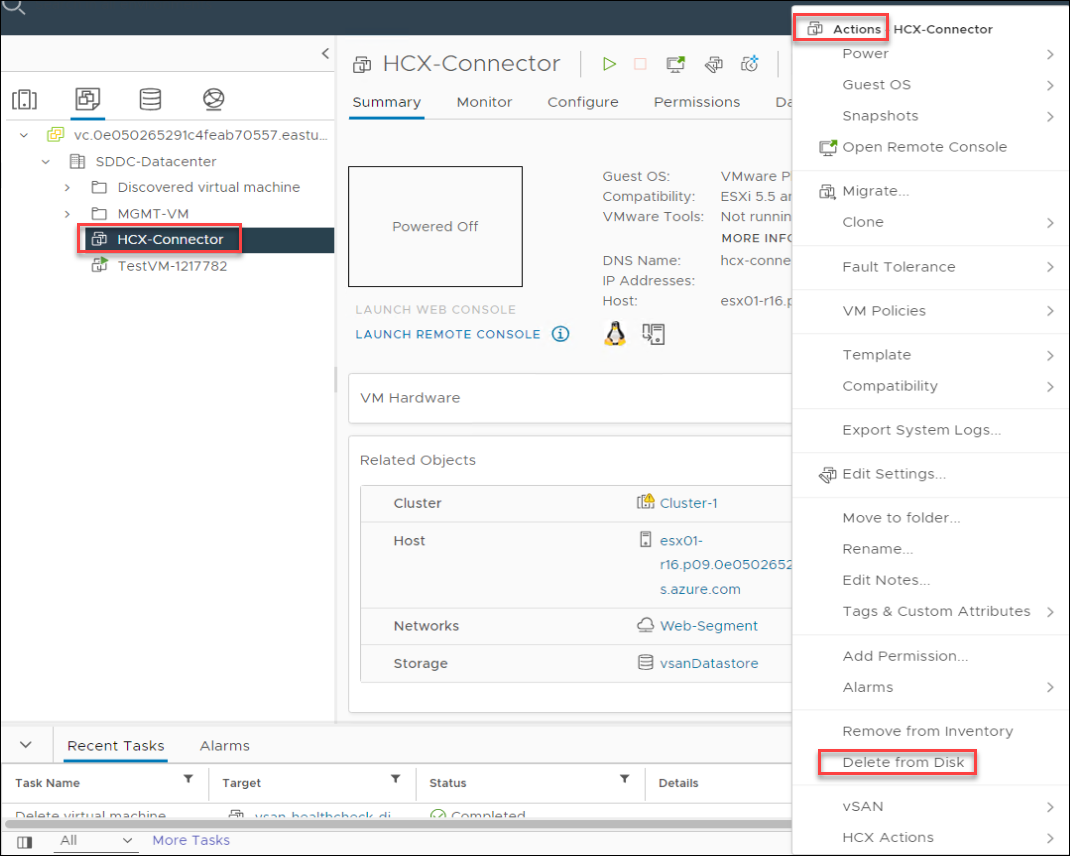 HCX-Connector
Summary
Monitor
Configure
Permissions
Da
vc.0e050265291c4feab70557.eastu...
SDDC-Datacenter
Discovered virtual machine
MGMT-VM
HCX-Connector
TestVM-1217782
Powered Off
LAUNCH WEB CONSOLE
LAUNCH REMOTE CONSOLE
Guest OS: VMware P
Compatibility: ESXi 5.5 an
VMware Tools: Not runnin
MORE INFO
DNS Name: hcx-conne
IP Addresses:
Host: esx01-r16.p
VM Hardware
Related Objects
Cluster Cluster-1
Host esx01-
r16.p09.0e0502652
s.azure.com
Networks Web-Segment
Storage vsanDatastore
Actions HCX-Connector
Power
Guest OS
Snapshots
Open Remote Console
Migrate...
Clone
Fault Tolerance
VM Policies
Template
Compatibility
Export System Logs...
Edit Settings...
Move to folder...
Rename...
Edit Notes...
Tags & Custom Attributes
Add Permission...
Alarms
Remove from Inventory
Delete from Disk
vSAN
HCX Actions
Recent Tasks Alarms
Task Name Target Status Details
Delete virtual machine vsan-healthcheck-di Completed
All More Tasks